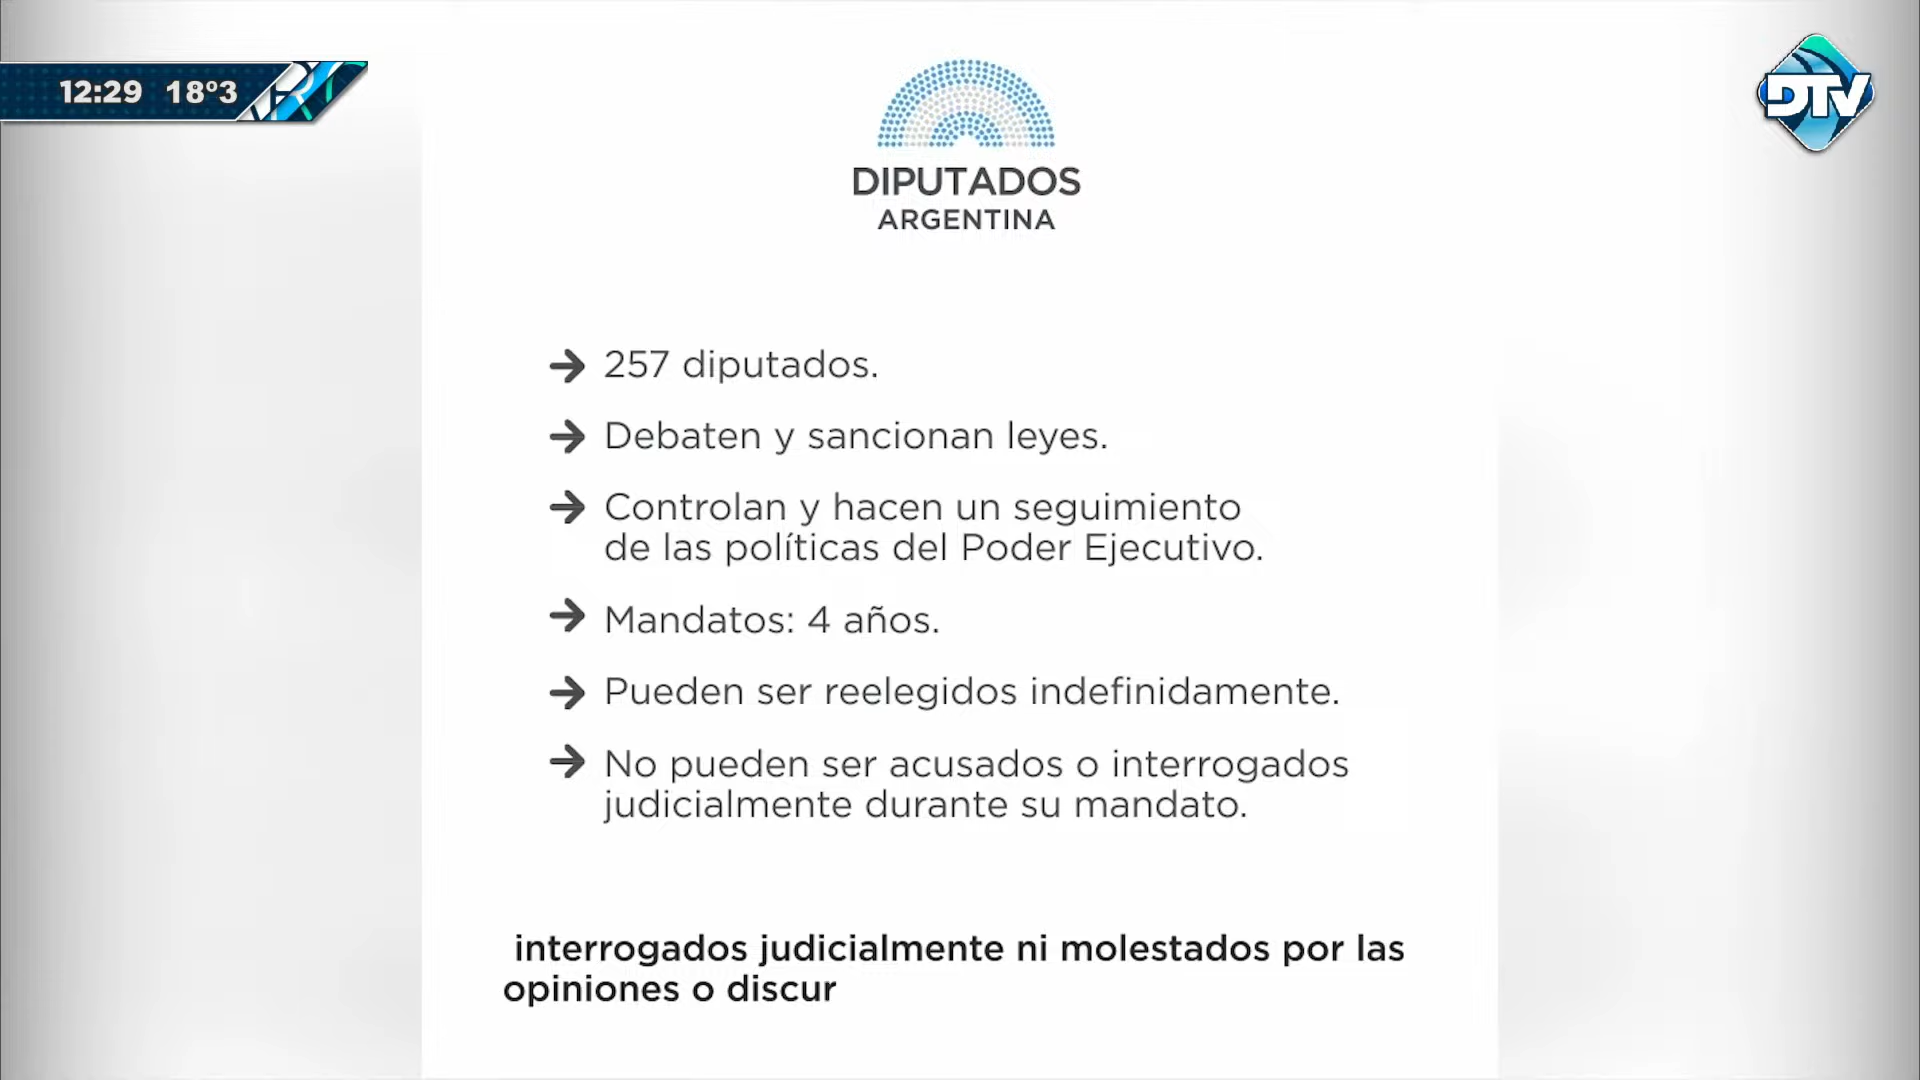 12:29 18º3
DTV
DIPUTADOS
ARGENTINA
→ 257 diputados.
→ Debaten y sancionan leyes.
→ Controlan y hacen un seguimiento
de las políticas del Poder Ejecutivo.
→ Mandatos: 4 años.
→ Pueden ser reelegidos indefinidamente.
→ No pueden ser acusados o interrogados
judicialmente durante su mandato.
interrogados judicialmente ni molestados por las
opiniones o discur